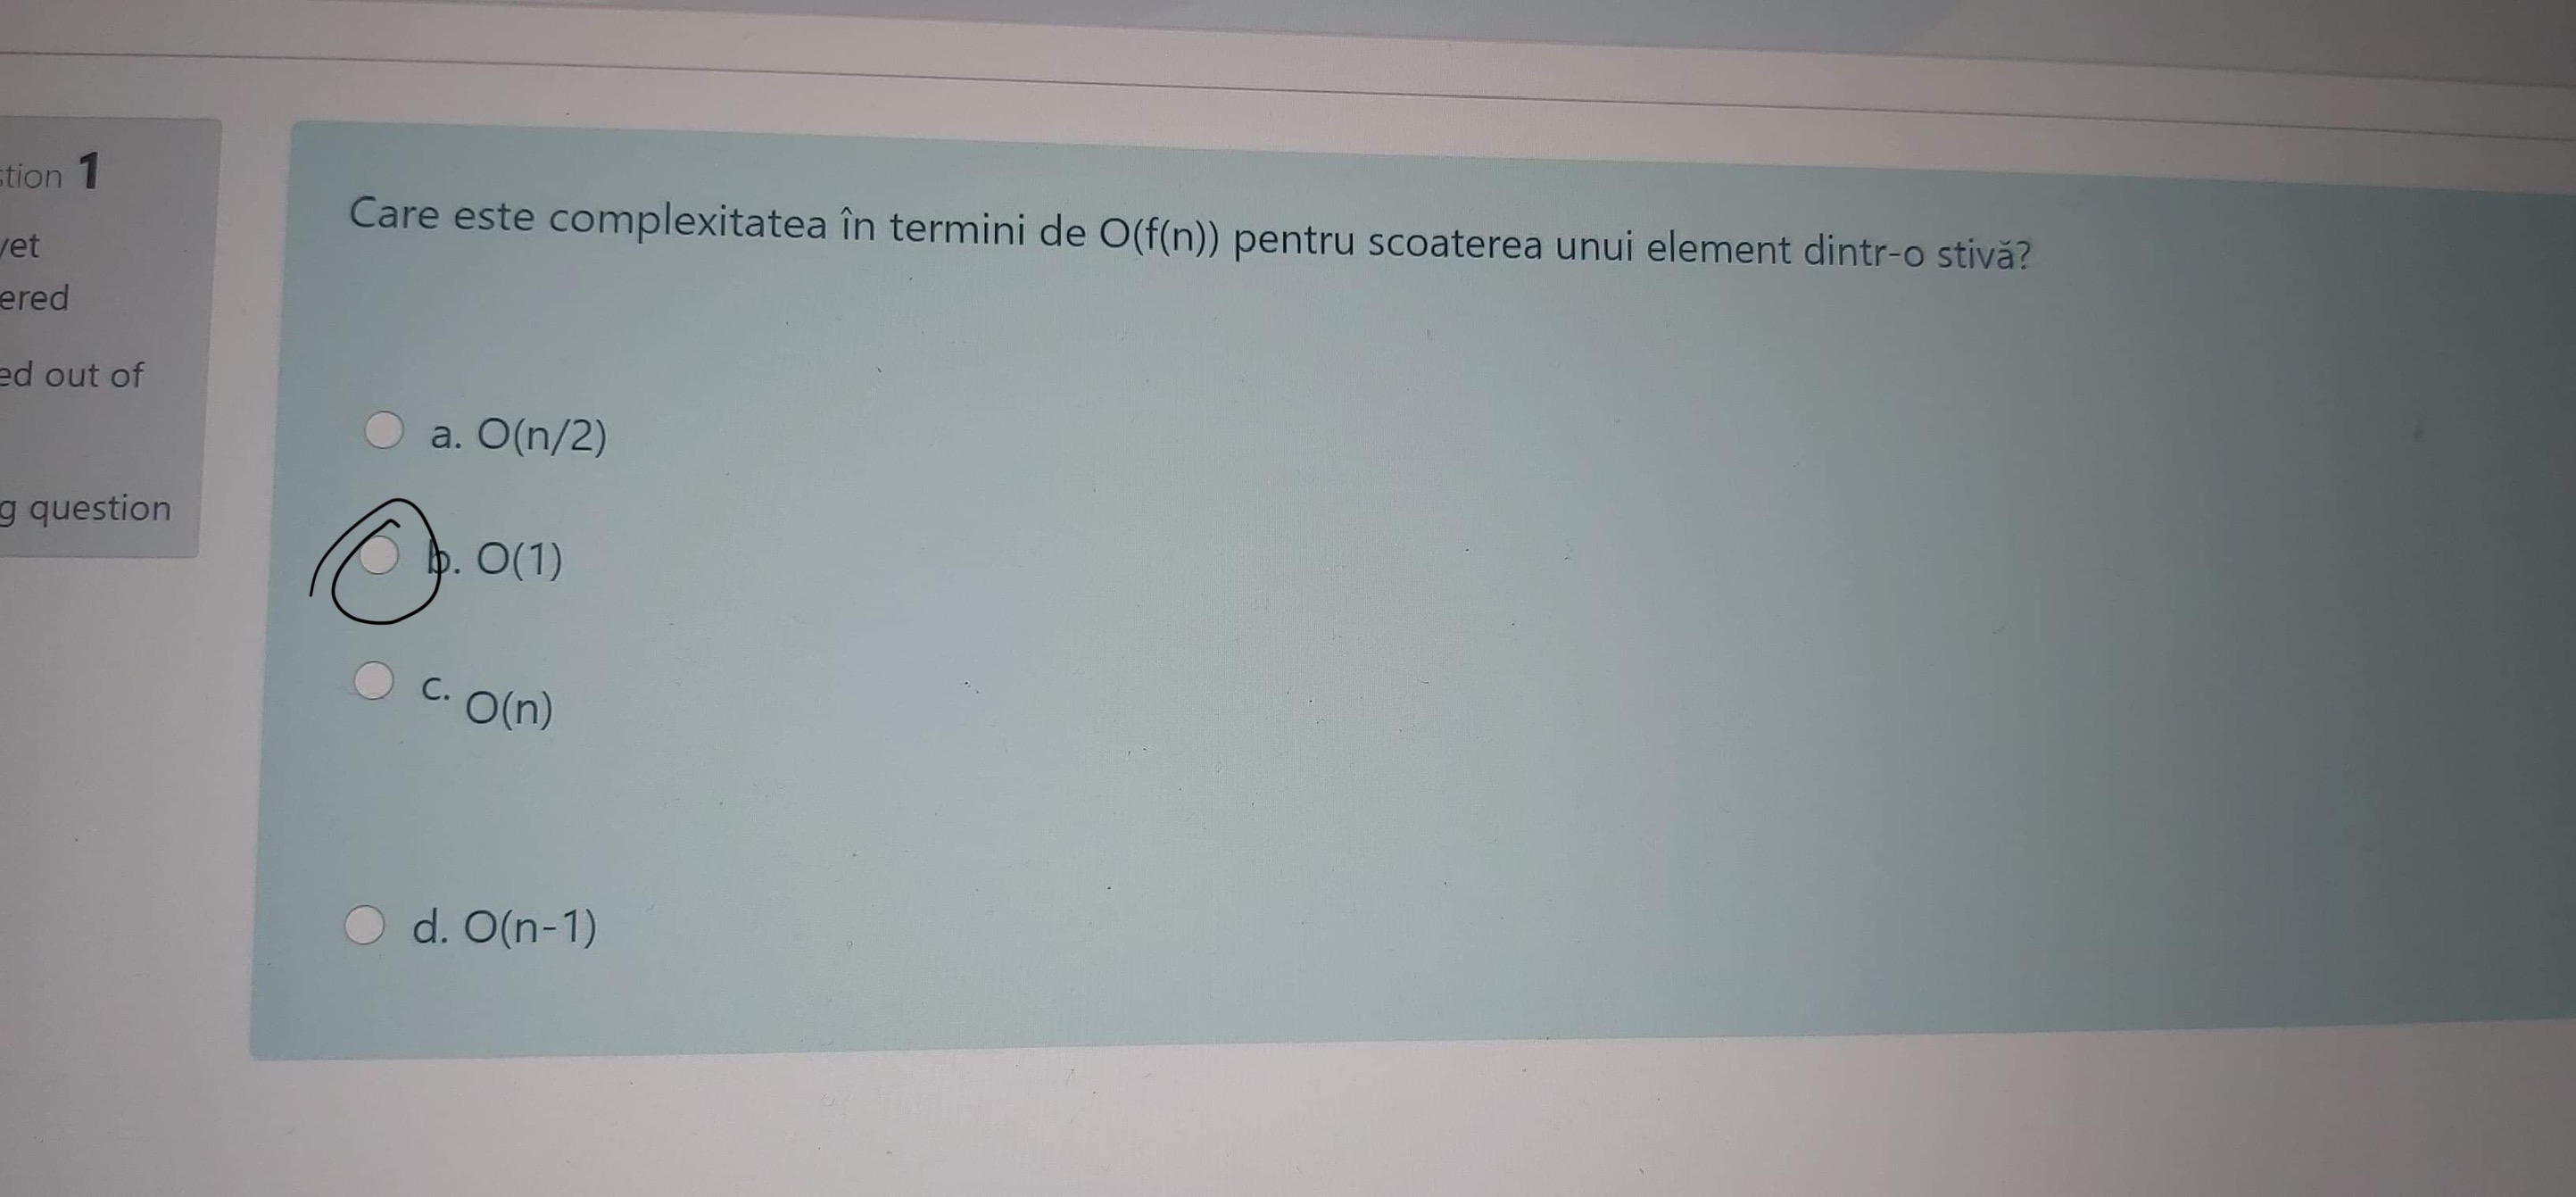 tion 1
yet
ered
ed out of
g question
Care este complexitatea în termini de O(f(n)) pentru scoaterea unui element dintr-o stivă?
a. O(n/2)
b. O(1)
c. O(n)
d. O(n-1)